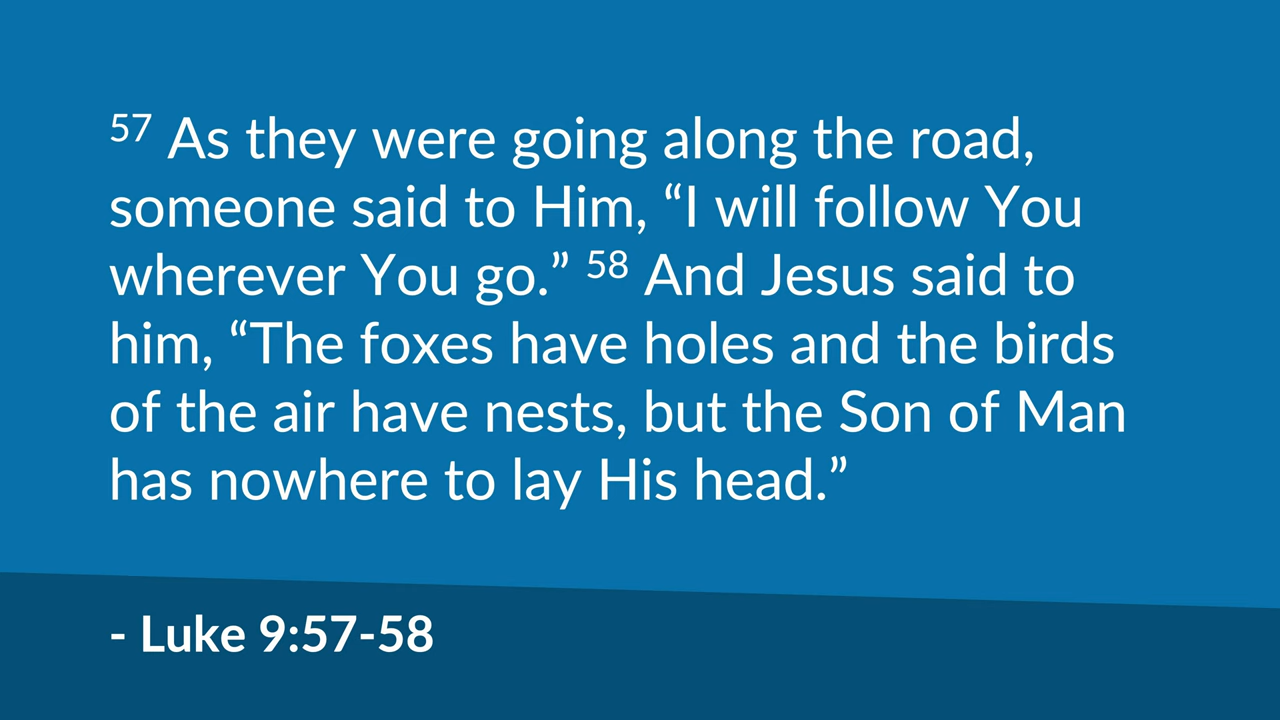 57 As they were going along the road,
someone said to Him, “I will follow You
wherever You go.” 58 And Jesus said to
him, “The foxes have holes and the birds
of the air have nests, but the Son of Man
has nowhere to lay His head.”
- Luke 9:57-58